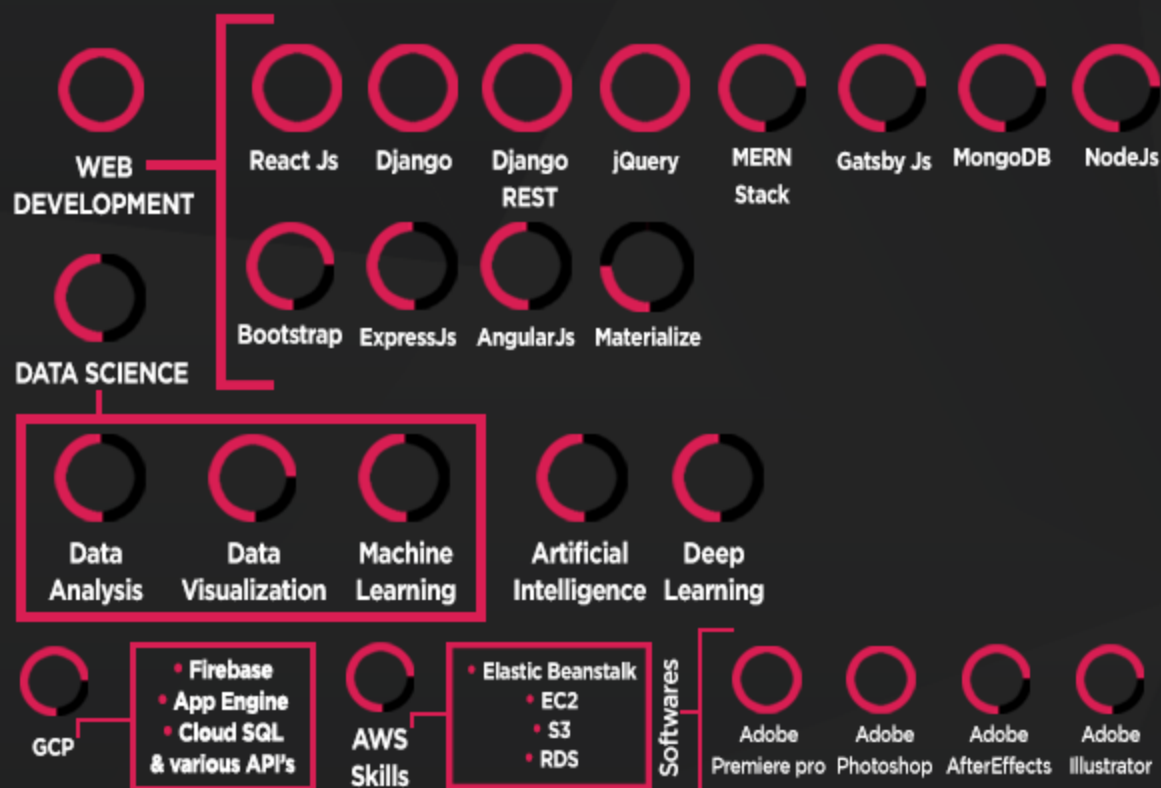 WEB
DEVELOPMENT
React Js
Django
Django
REST
jQuery
MERN
Stack
Gatsby Js
MongoDB
NodeJs
Bootstrap
ExpressJs
AngularJs
Materialize
DATA SCIENCE
Data
Analysis
Data
Visualization
Machine
Learning
Artificial
Intelligence
Deep
Learning
GCP
• Firebase
• App Engine
• Cloud SQL
& various API's
AWS
Skills
• Elastic Beanstalk
• EC2
• S3
• RDS
Softwares
Adobe
Premiere pro
Adobe
Photoshop
Adobe
AfterEffects
Adobe
Illustrator